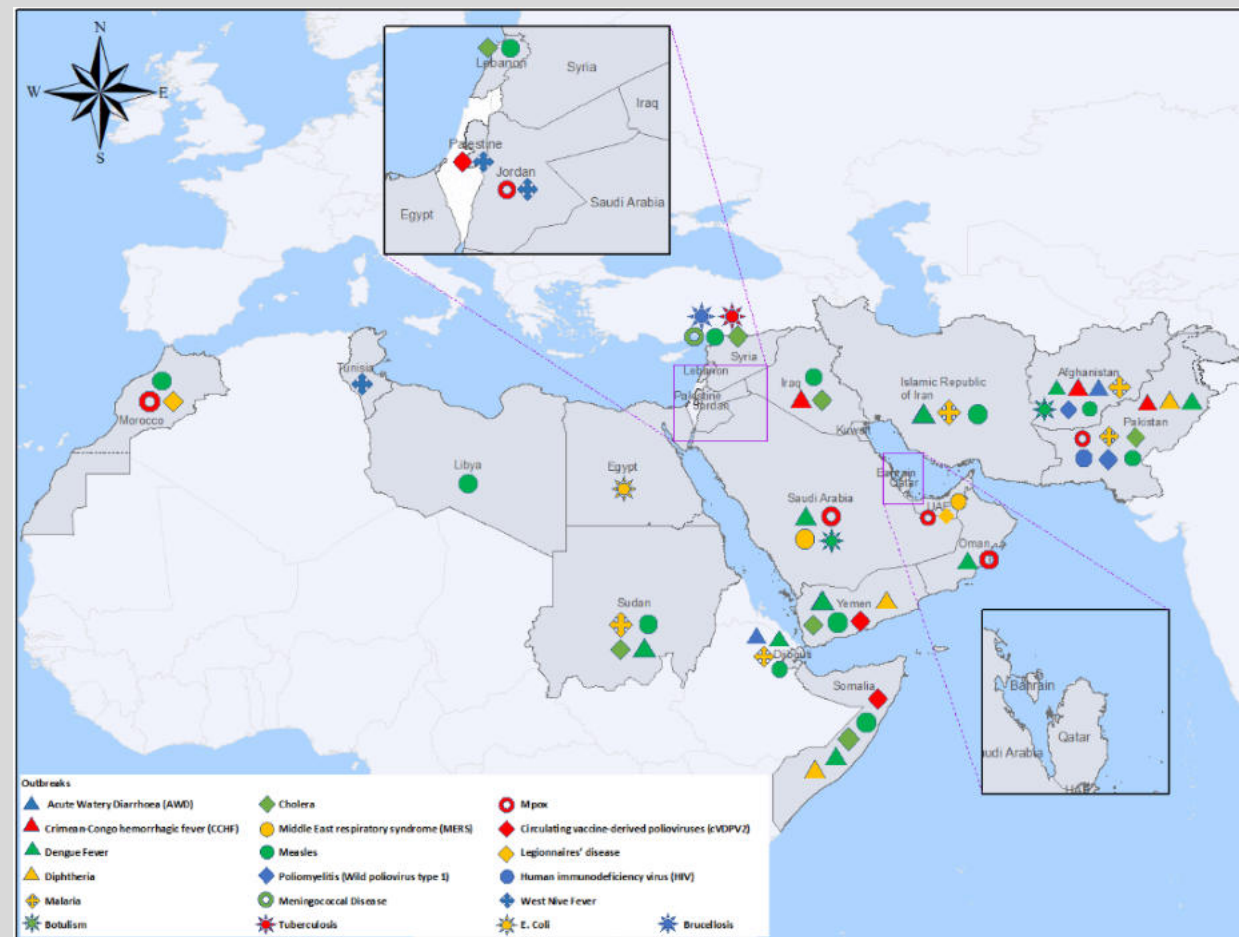 N
W
E
S
Lebanon
Syria
Iraq
Palestine
Jordan
Saudi Arabia
Egypt
Syria
Lebanon
Palestine
Jordan
Iraq
Kuwait
Islamic Republic
of Iran
Afghanistan
Pakistan
Tunisia
Morocco
Libya
Egypt
Saudi Arabia
Bahrain
Qatar
UAE
Oman
Sudan
Yemen
Somalia
Bahrain
Qatar
audi Arabia
Outbreaks
Acute Watery Diarrhoea (AWD)
Cholera
Mpox
Crimean-Congo hemorrhagic fever (CCHF)
Middle East respiratory syndrome (MERS)
Circulating vaccine-derived polioviruses (cVDPV2)
Dengue Fever
Measles
Legionnaires' disease
Diphtheria
Poliomyelitis (Wild poliovirus type 1)
Human immunodeficiency virus (HIV)
Malaria
Meningococcal Disease
West Nive Fever
Botulism
Tuberculosis
E. Coli
Brucellosis